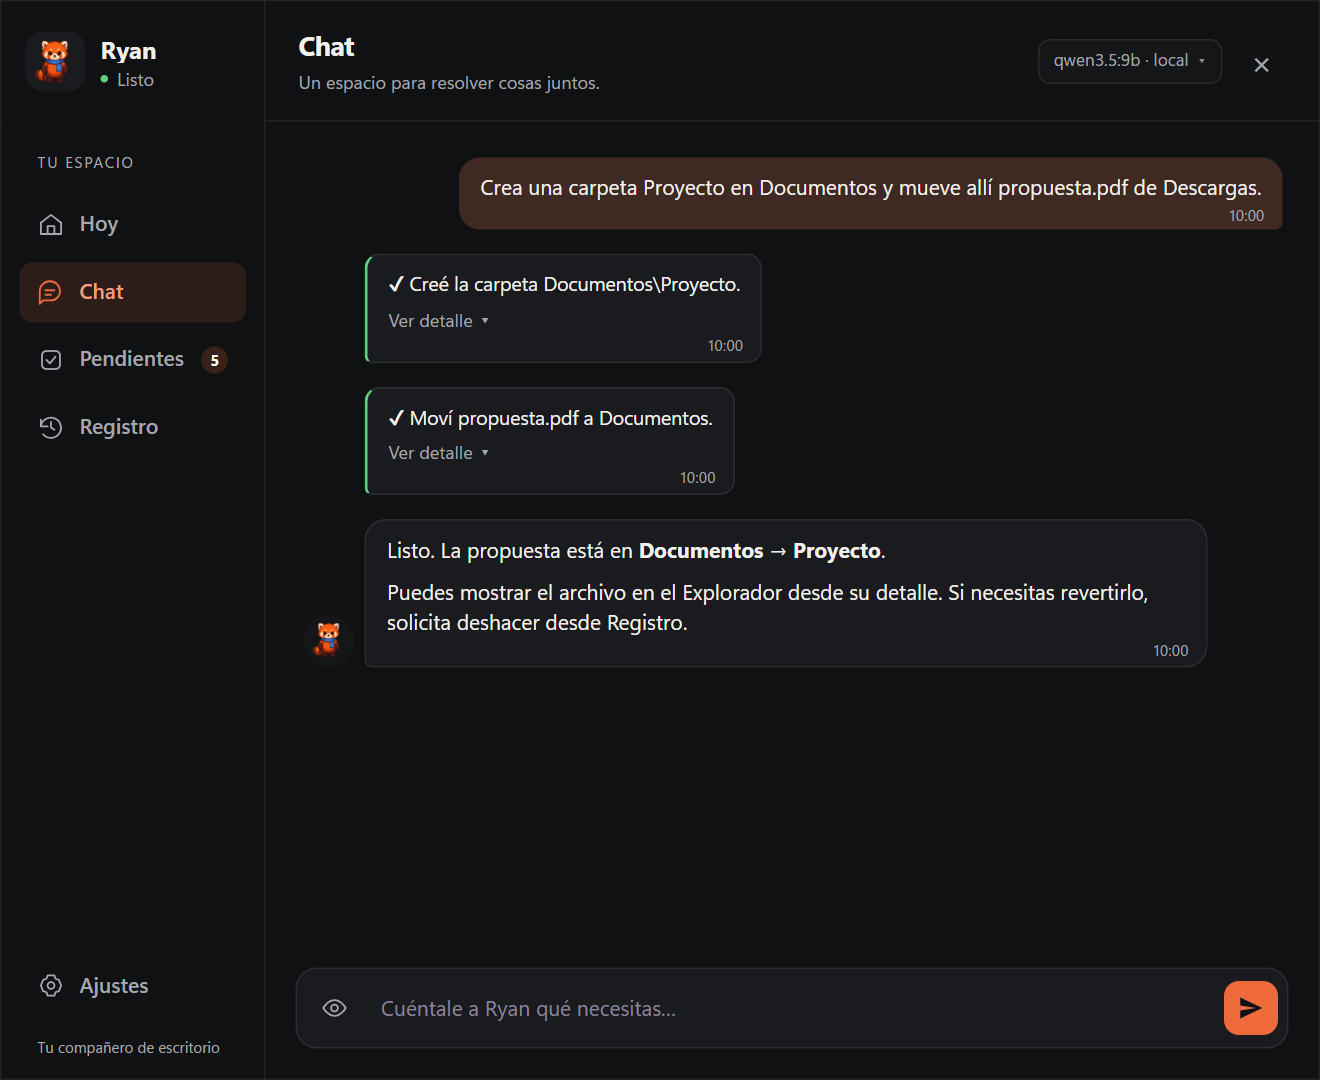 Ryan
Listo
TU ESPACIO
Hoy
Chat
Pendientes 5
Registro
Ajustes
Tu compañero de escritorio
Chat
Un espacio para resolver cosas juntos.
qwen3.5:9b · local ▾
✕
Crea una carpeta Proyecto en Documentos y mueve allí propuesta.pdf de Descargas.
10:00
✓ Creé la carpeta Documentos\Proyecto.
Ver detalle ▾
10:00
✓ Moví propuesta.pdf a Documentos.
Ver detalle ▾
10:00
Listo. La propuesta está en Documentos → Proyecto.
Puedes mostrar el archivo en el Explorador desde su detalle. Si necesitas revertirlo,
solicita deshacer desde Registro.
10:00
Cuéntale a Ryan qué necesitas...